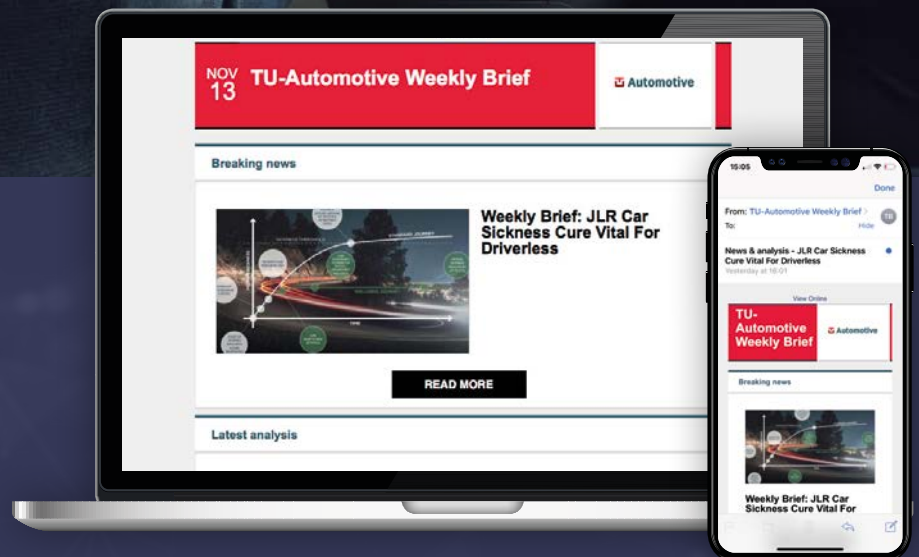 NOV
13
TU-Automotive Weekly Brief
Automotive
Breaking news
Weekly Brief: JLR Car
Sickness Cure Vital For
Driverless
TIME
READ MORE
Latest analysis
15:05
Done
From: TU-Automotive Weekly Brief
TB
To:
Hide
News & analysis - JLR Car Sickness
Cure Vital For Driverless
Yesterday at 16:01
View Online
TU-
Automotive
Weekly Brief
Automotive
Breaking news
Weekly Brief: JLR Car
Sickness Cure Vital For